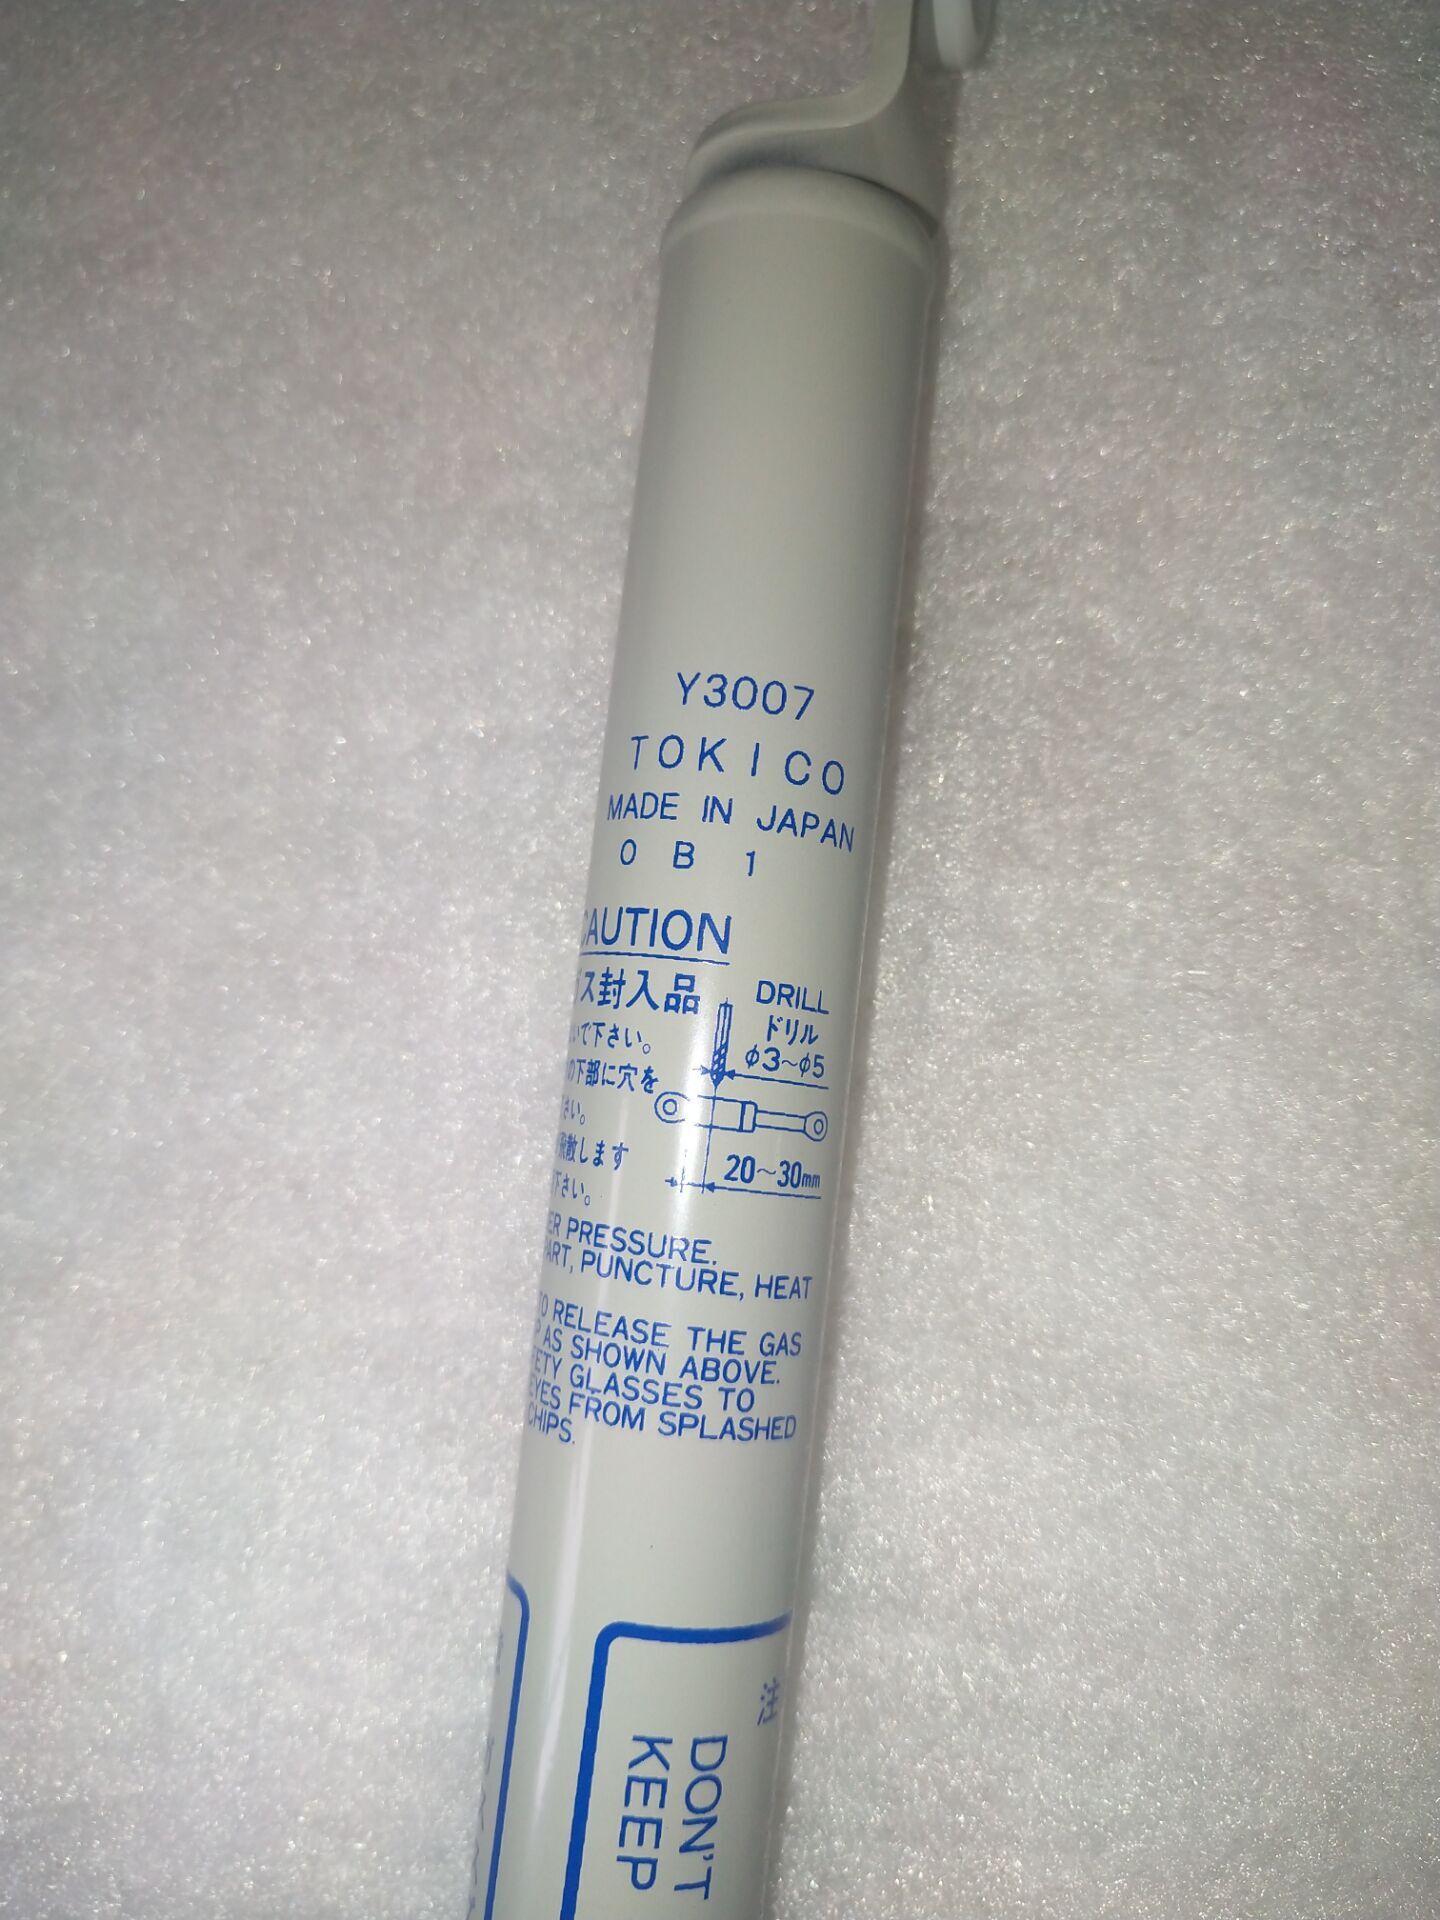 Y3007
TOKICO
MADE IN JAPAN
0 B 1
CAUTION
ガス封入品
DRILL
ドリル
φ3~φ5
いで下さい。
の下部に穴を
さい。
飛散します
下さい。
20~30mm
PRESSURE.
PUNCTURE, HEAT
TO RELEASE THE GAS
AS SHOWN ABOVE.
GLASSES TO
EYES FROM SPLASHED
CHIPS.
注
DON'T
KEEP